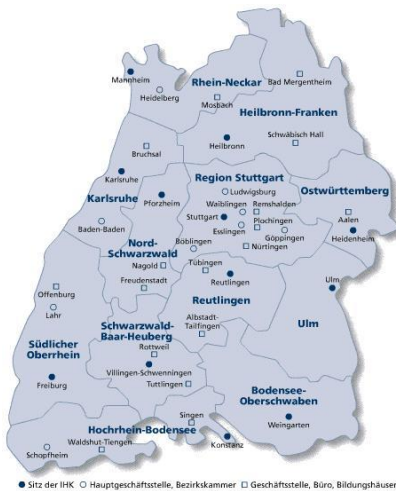 Mannheim
Heidelberg
Rhein-Neckar
Mosbach
Bad Mergentheim
Heilbronn-Franken
Schwäbisch Hall
Heilbronn
Bruchsal
Karlsruhe
Karlsruhe
Pforzheim
Baden-Baden
Region Stuttgart
Ludwigsburg
Waiblingen
Remshalden
Stuttgart
Plochingen
Esslingen
Göppingen
Böblingen
Nürtingen
Ostwürttemberg
Aalen
Heidenheim
Nord-
Schwarzwald
Nagold
Freudenstadt
Tübingen
Reutlingen
Reutlingen
Ulm
Ulm
Offenburg
Lahr
Schwarzwald-
Baar-Heuberg
Rottweil
Albstadt-
Tailfingen
Villingen-Schwenningen
Tuttlingen
Südlicher
Oberrhein
Freiburg
Bodensee-
Oberschwaben
Weingarten
Singen
Hochrhein-Bodensee
Konstanz
Waldshut-Tiengen
Schopfheim
Sitz der IHK Hauptgeschäftstelle, Bezirkskammer Geschäftstelle, Büro, Bildungshäuser